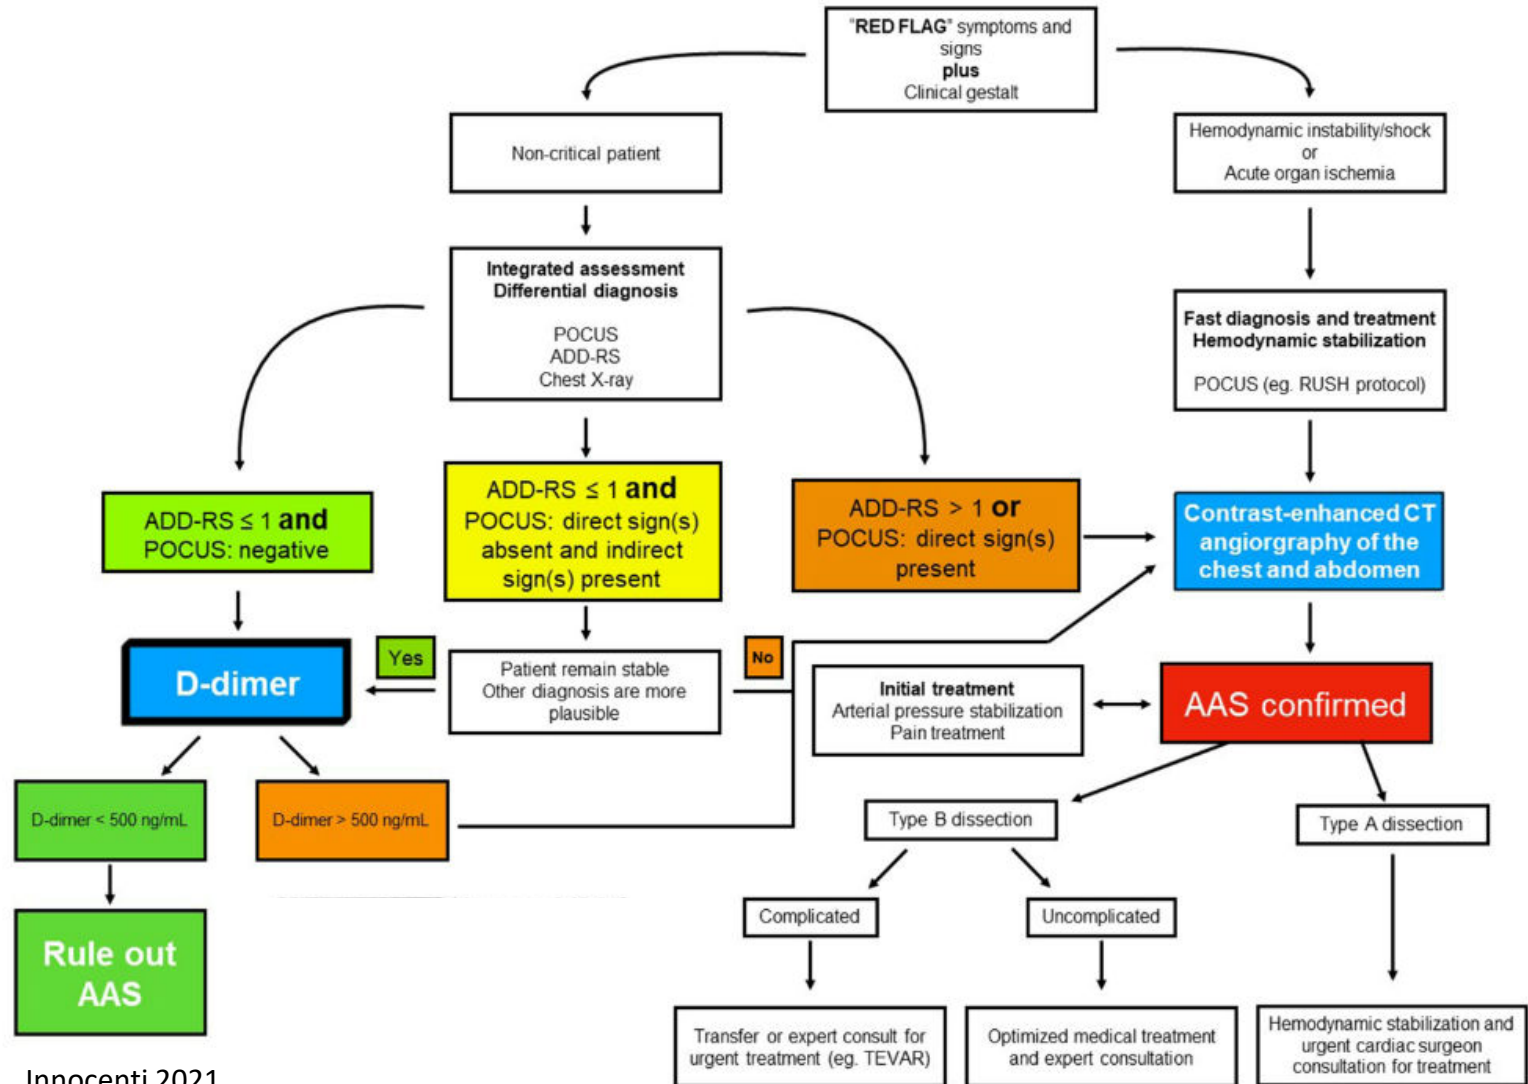 "RED FLAG" symptoms and
signs
plus
Clinical gestalt
Non-critical patient
Hemodynamic instability/shock
or
Acute organ ischemia
Integrated assessment
Differential diagnosis
POCUS
ADD-RS
Chest X-ray
Fast diagnosis and treatment
Hemodynamic stabilization
POCUS (eg. RUSH protocol)
ADD-RS ≤ 1 and
POCUS: negative
ADD-RS ≤ 1 and
POCUS: direct sign(s)
absent and indirect
sign(s) present
ADD-RS > 1 or
POCUS: direct sign(s)
present
Contrast-enhanced CT
angiorgraphy of the
chest and abdomen
D-dimer
Yes
Patient remain stable
Other diagnosis are more
plausible
No
Initial treatment
Arterial pressure stabilization
Pain treatment
AAS confirmed
D-dimer < 500 ng/mL
D-dimer > 500 ng/mL
Type B dissection
Type A dissection
Rule out
AAS
Complicated
Uncomplicated
Transfer or expert consult for
urgent treatment (eg. TEVAR)
Optimized medical treatment
and expert consultation
Hemodynamic stabilization and
urgent cardiac surgeon
consultation for treatment
Innocenti 2021